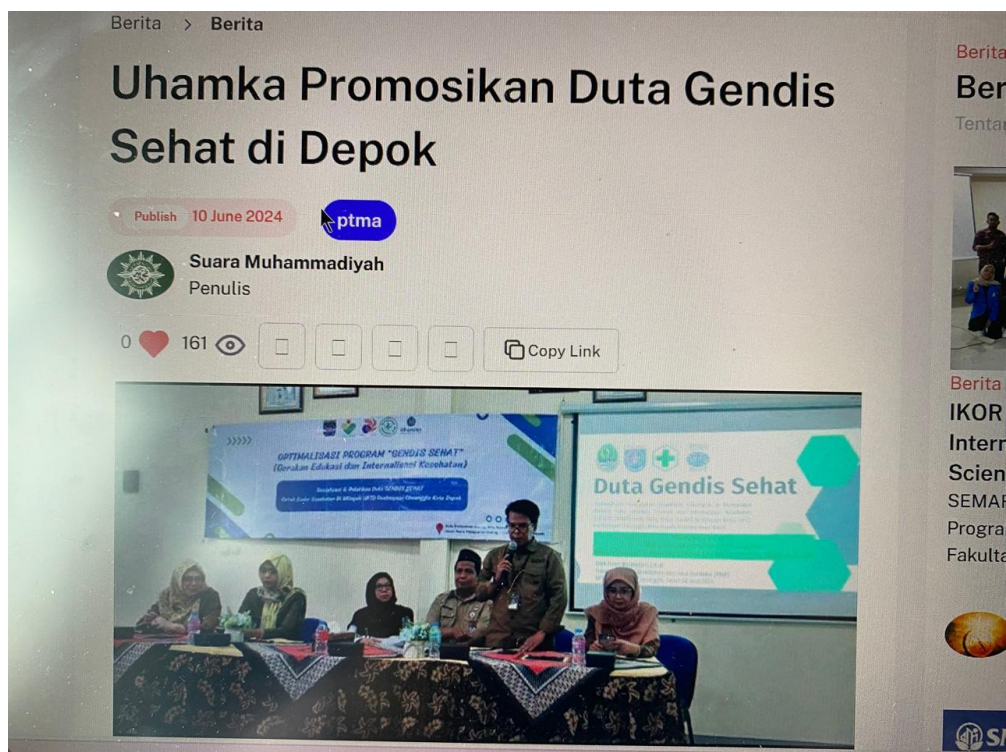 Berita > Berita
Uhamka Promosikan Duta Gendis
Sehat di Depok
Publish 10 June 2024
ptma
Suara Muhammadiyah
Penulis
0 161
Copy Link
OPTIMALISASI PROGRAM "GENDIS SEHAT"
(Gerakan Edukasi dan Internalisasi Kesehatan)
Duta Gendis Sehat
Berita
Ber
Tentan
Berita
IKOR
Intern
Scien
SEMAR
Progra
Fakulta